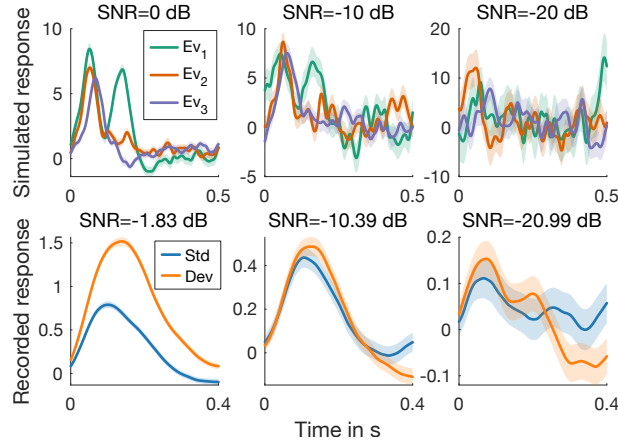 SNR=0 dB
SNR=-10 dB
SNR=-20 dB
Simulated response
10
5
0
0
0.5
Ev1
Ev2
Ev3
10
5
0
-5
0
0.5
20
10
0
-10
0
0.5
SNR=-1.83 dB
SNR=-10.39 dB
SNR=-20.99 dB
Recorded response
1.5
1
0.5
0
0
0.4
Std
Dev
0.4
0.2
0
0
0.4
0.2
0.1
0
-0.1
0
0.4
Time in s